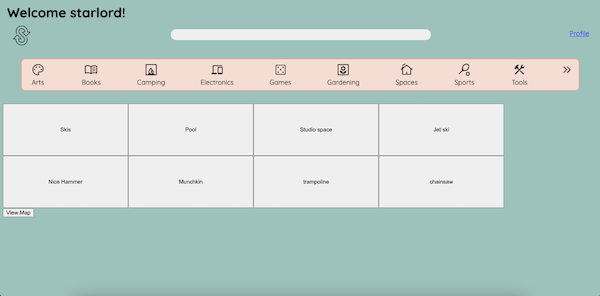 Welcome starlord!
Profile
Arts Books Camping Electronics Games Gardening Spaces Sports Tools
Skis Pool Studio space Jet ski
Nice Hammer Munchkin trampoline chainsaw
View Map